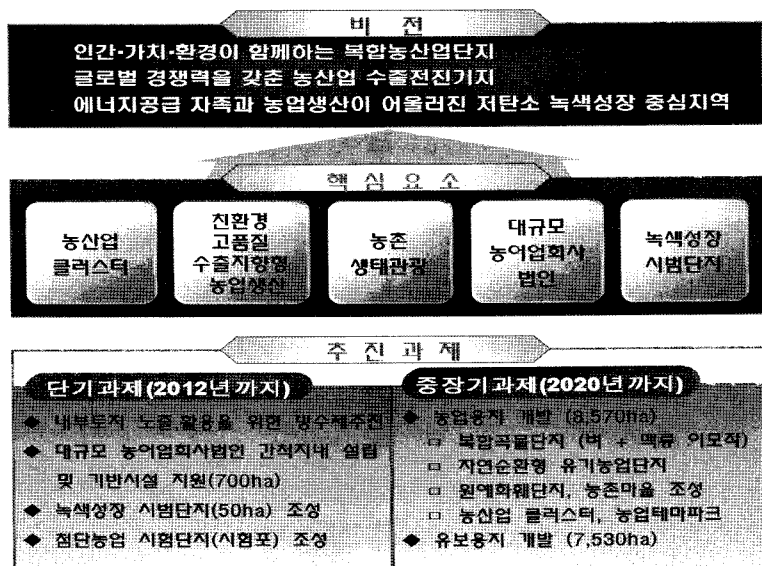 비 전
인간·가치·환경이 함께하는 복합농산업단지
글로벌 경쟁력을 갖춘 농산업 수출전진기지
에너지공급 자족과 농업생산이 어울러진 저탄소 녹색성장 중심지역
핵 심 요 소
농산업
클러스터
친환경
고품질
수출지향형
농업생산
농촌
생태관광
대규모
농어업회사
법인
녹색성장
시범단지
추 진 과 제
단기과제(2012년까지)
◆ 내부토지 노출,활용을 위한 방수제추진
◆ 대규모 농어업회사법인 간척지내 설립
및 기반시설 지원(700ha)
◆ 녹색성장 시범단지(50ha) 조성
◆ 첨단농업 시험단지(시험포) 조성
중장기과제(2020년까지)
◆ 농업용지 개발 (8,570ha)
□ 복합곡물단지 (벼 + 맥류 이모작)
□ 자연순환형 유기농업단지
□ 원예화훼단지, 농촌마을 조성
□ 농산업 클러스터, 농업테마파크
◆ 유보용지 개발 (7,530ha)